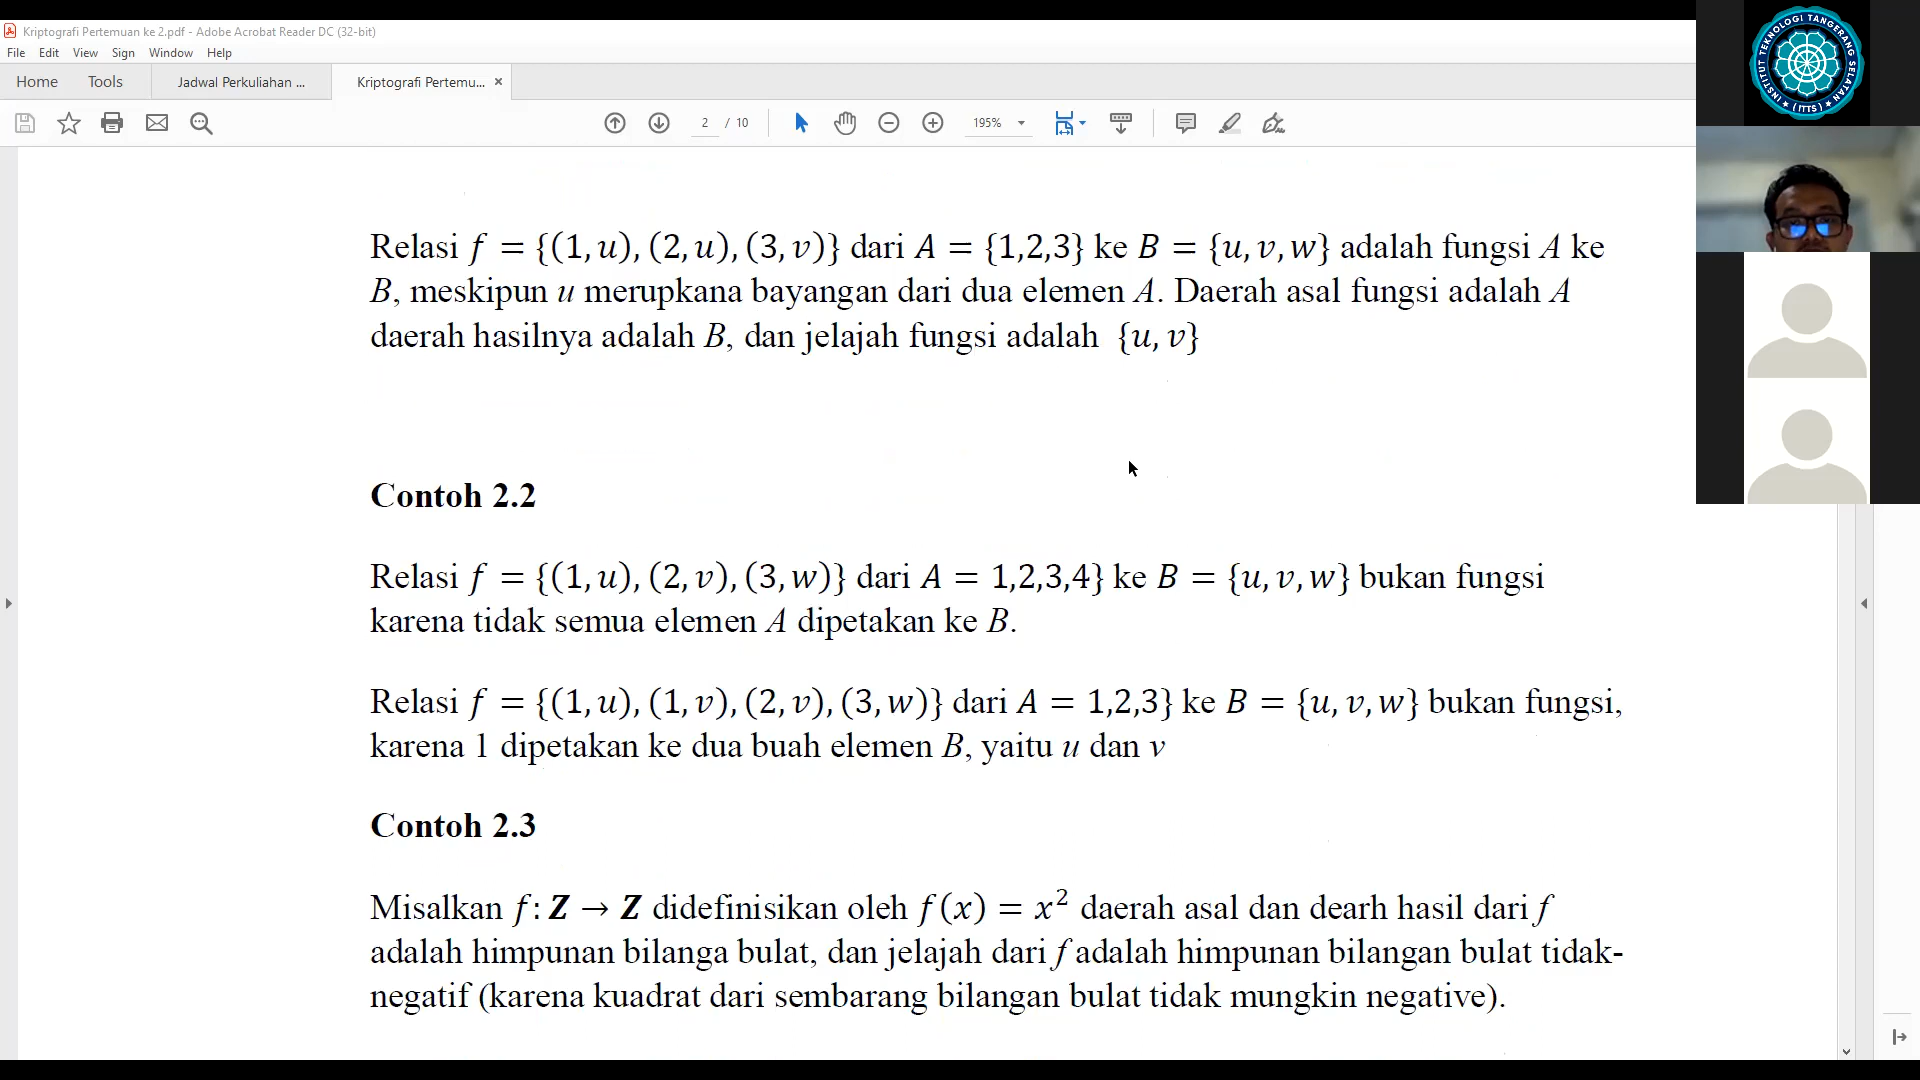 Kriptografi Pertemuan ke 2.pdf - Adobe Acrobat Reader DC (32-bit)
File Edit View Sign Window Help
Home Tools Jadwal Perkuliahan ... Kriptografi Pertemu... ×
2 / 10 195%
INSTITUT TEKNOLOGI TANGERANG SELATAN
(ITTS)
Relasi f = {(1, u), (2, u), (3, v)} dari A = {1,2,3} ke B = {u, v, w} adalah fungsi A ke
B, meskipun u merupkana bayangan dari dua elemen A. Daerah asal fungsi adalah A
daerah hasilnya adalah B, dan jelajah fungsi adalah {u, v}
Contoh 2.2
Relasi f = {(1, u), (2, v), (3, w)} dari A = 1,2,3,4} ke B = {u, v, w} bukan fungsi
karena tidak semua elemen A dipetakan ke B.
Relasi f = {(1, u), (1, v), (2, v), (3, w)} dari A = 1,2,3} ke B = {u, v, w} bukan fungsi,
karena 1 dipetakan ke dua buah elemen B, yaitu u dan v
Contoh 2.3
Misalkan f: Z → Z didefinisikan oleh f(x) = x² daerah asal dan dearh hasil dari f
adalah himpunan bilanga bulat, dan jelajah dari f adalah himpunan bilangan bulat tidak-
negatif (karena kuadrat dari sembarang bilangan bulat tidak mungkin negative).